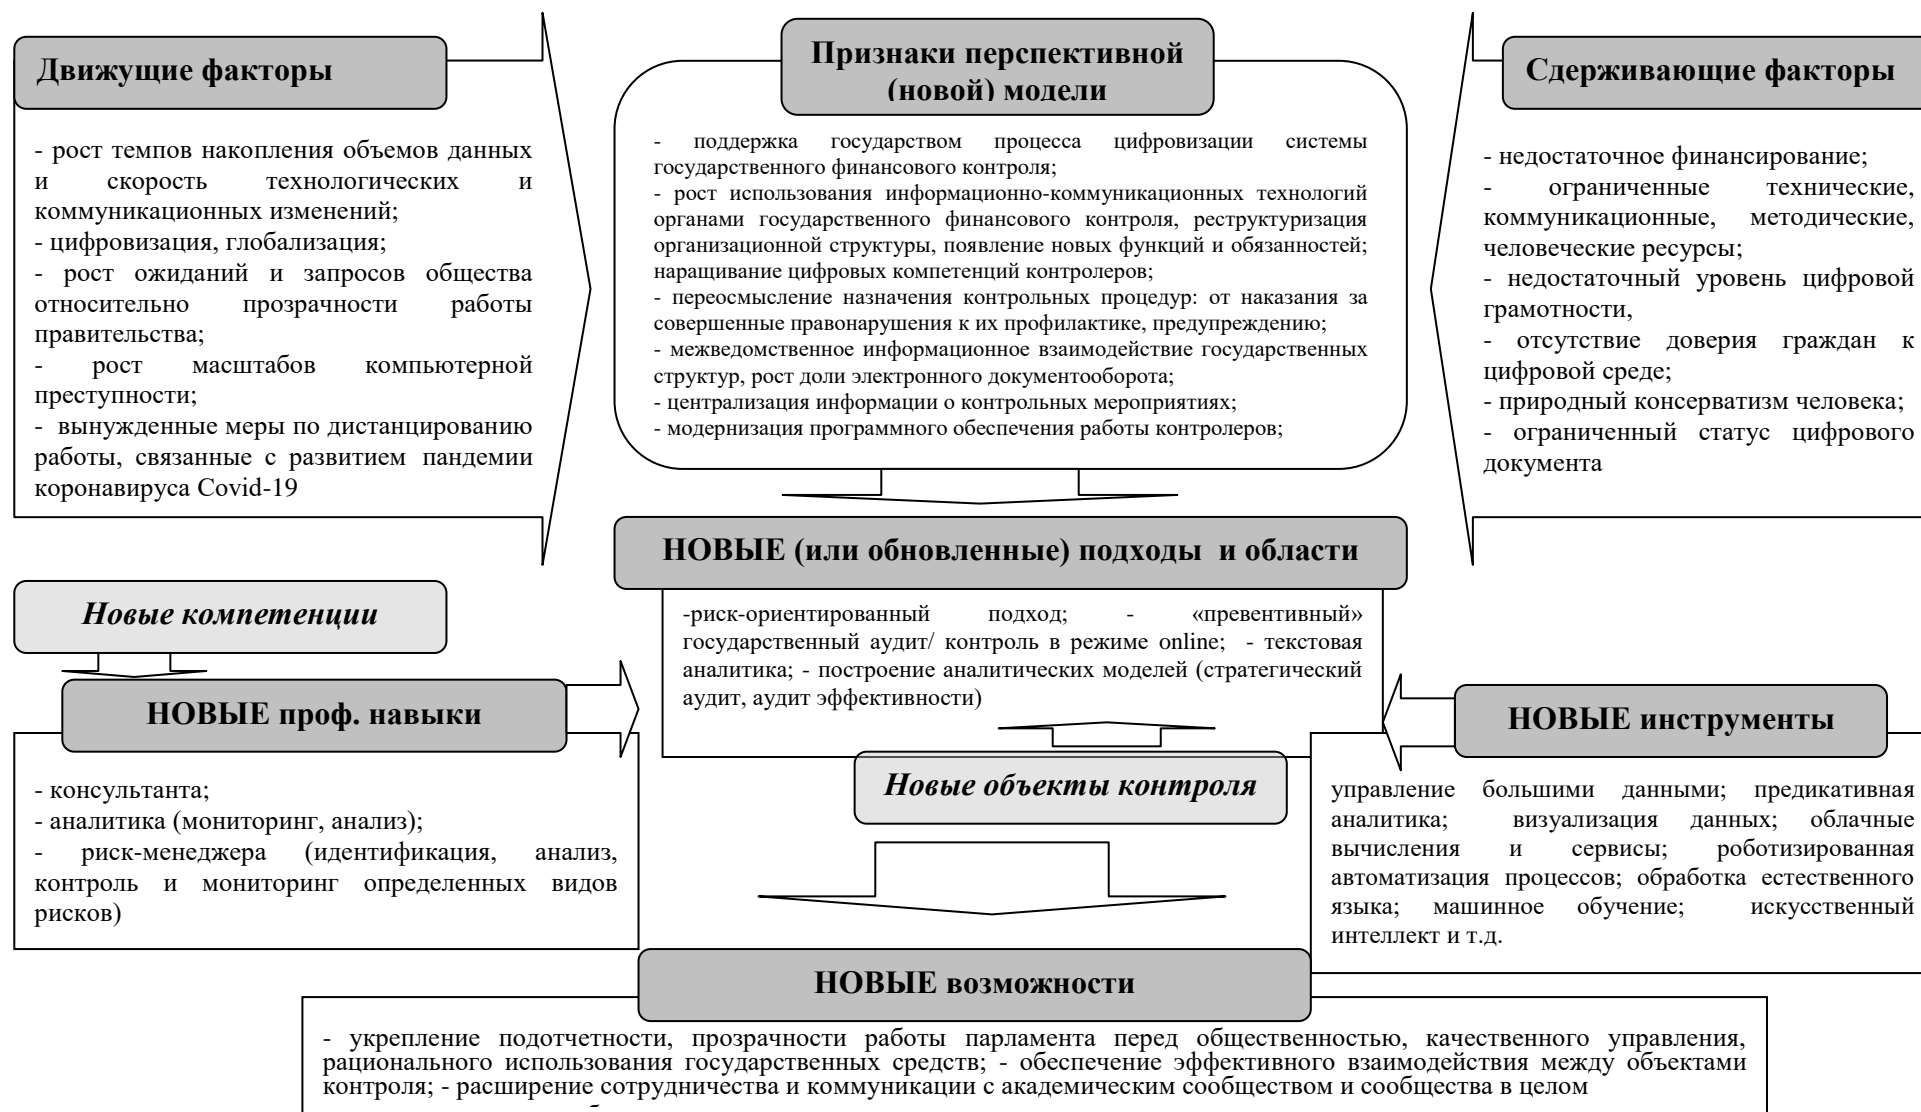 Движущие факторы
- рост темпов накопления объемов данных
и скорость технологических и
коммуникационных изменений;
- цифровизация, глобализация;
- рост ожиданий и запросов общества
относительно прозрачности работы
правительства;
- рост масштабов компьютерной
преступности;
- вынужденные меры по дистанцированию
работы, связанные с развитием пандемии
коронавируса Covid-19
Признаки перспективной
(новой) модели
- поддержка государством процесса цифровизации системы
государственного финансового контроля;
- рост использования информационно-коммуникационных технологий
органами государственного финансового контроля, реструктуризация
организационной структуры, появление новых функций и обязанностей;
наращивание цифровых компетенций контролеров;
- переосмысление назначения контрольных процедур: от наказания за
совершенные правонарушения к их профилактике, предупреждению;
- межведомственное информационное взаимодействие государственных
структур, рост доли электронного документооборота;
- централизация информации о контрольных мероприятиях;
- модернизация программного обеспечения работы контролеров;
Сдерживающие факторы
- недостаточное финансирование;
- ограниченные технические,
коммуникационные, методические,
человеческие ресурсы;
- недостаточный уровень цифровой
грамотности,
- отсутствие доверия граждан к
цифровой среде;
- природный консерватизм человека;
- ограниченный статус цифрового
документа
НОВЫЕ (или обновленные) подходы и области
-риск-ориентированный подход; - «превентивный»
государственный аудит/ контроль в режиме online; - текстовая
аналитика; - построение аналитических моделей (стратегический
аудит, аудит эффективности)
Новые компетенции
НОВЫЕ проф. навыки
- консультанта;
- аналитика (мониторинг, анализ);
- риск-менеджера (идентификация, анализ,
контроль и мониторинг определенных видов
рисков)
Новые объекты контроля
НОВЫЕ инструменты
управление большими данными; предикативная
аналитика; визуализация данных; облачные
вычисления и сервисы; роботизированная
автоматизация процессов; обработка естественного
языка; машинное обучение; искусственный
интеллект и т.д.
НОВЫЕ возможности
- укрепление подотчетности, прозрачности работы парламента перед общественностью, качественного управления,
рационального использования государственных средств; - обеспечение эффективного взаимодействия между объектами
контроля; - расширение сотрудничества и коммуникации с академическим сообществом и сообщества в целом